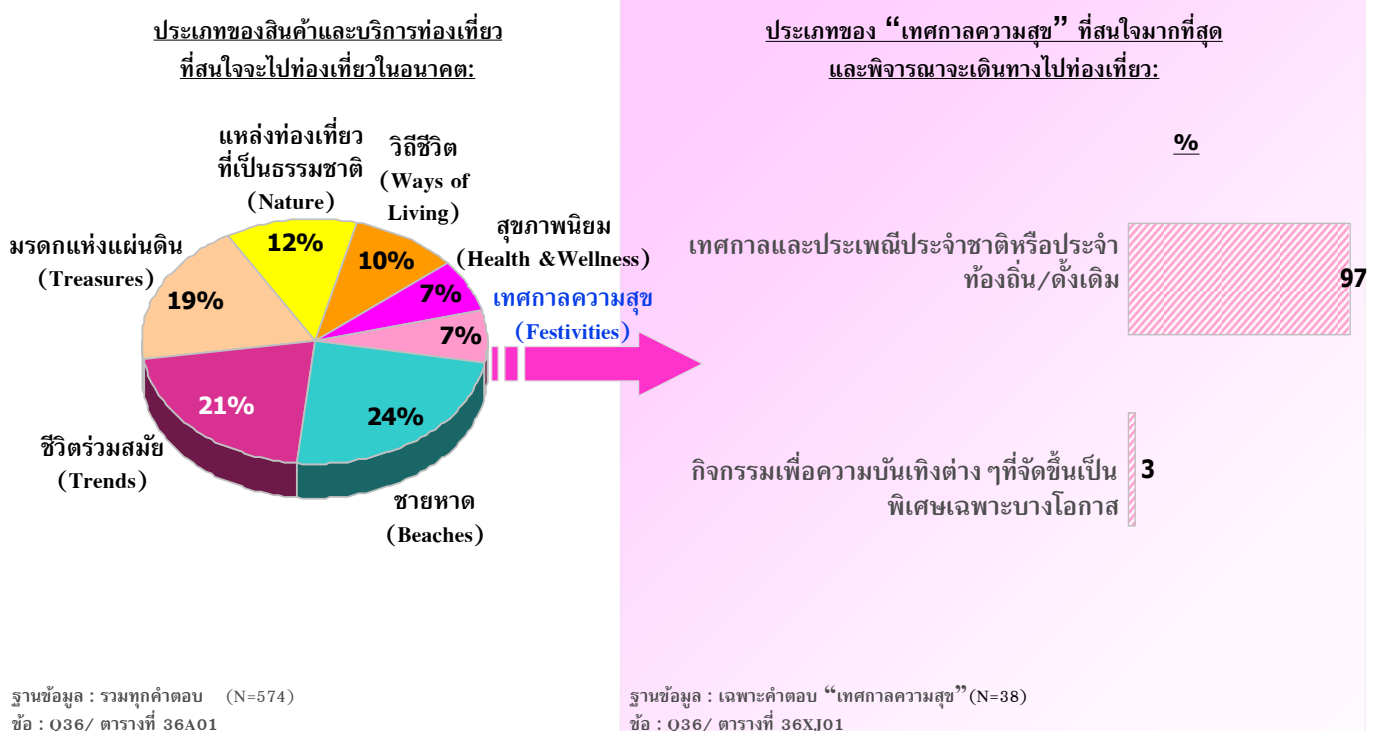 ประเภทของสินค้าและบริการท่องเที่ยว
ที่สนใจจะไปท่องเที่ยวในอนาคต:
แหล่งท่องเที่ยว
ที่เป็นธรรมชาติ
(Nature)
วิถีชีวิต
(Ways of
Living)
สุขภาพนิยม
(Health &Wellness)
มรดกแห่งแผ่นดิน
(Treasures)
เทศกาลความสุข
(Festivities)
12%
10%
7%
19%
7%
21%
24%
ชีวิตร่วมสมัย
(Trends)
ชายหาด
(Beaches)
ฐานข้อมูล : รวมทุกคำตอบ (N=574)
ข้อ : Q36/ ตารางที่ 36A01
ประเภทของ “เทศกาลความสุข” ที่สนใจมากที่สุด
และพิจารณาจะเดินทางไปท่องเที่ยว:
%
เทศกาลและประเพณีประจำชาติหรือประจำ
ท้องถิ่น/ดั้งเดิม
97
กิจกรรมเพื่อความบันเทิงต่าง ๆที่จัดขึ้นเป็น
พิเศษเฉพาะบางโอกาส
3
ฐานข้อมูล : เฉพาะคำตอบ “เทศกาลความสุข”(N=38)
ข้อ : Q36/ ตารางที่ 36XJ01